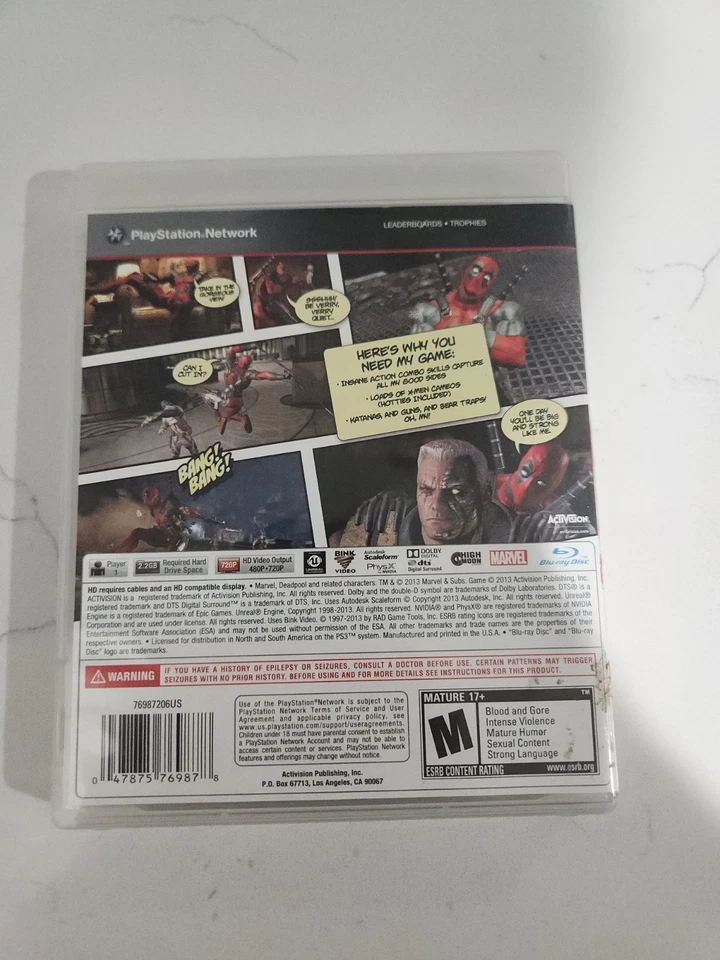 PlayStation®Network
LEADERBOARDS • TROPHIES
TAKE IN THE
GORGEOUS
VIEW
SSSHHH!
BE VERRY,
VERRY
QUIET...
HERE'S WHY YOU
NEED MY GAME:
• INSANE ACTION COMBO SKILLS CAPTURE
ALL MY GOOD SIDES
• LOADS OF X-MEN CAMEOS
(HOTTIES INCLUDED)
• KATANAS, AND GUNS, AND BEAR TRAPS!
OH, MY!
CAN I
CUT IN?
ONE DAY
YOU'LL BE BIG
AND STRONG
LIKE ME.
BANG!
BANG!
ACTIVISION
Player
1
2.2GB
Required Hard
Drive Space
720P
HD Video Output
480P•720P
UNREAL
BINK
VIDEO
Autodesk
Scaleform
PhysX
by NVIDIA
DOLBY
DIGITAL
dts
Digital Surround
HIGH
MOON
MARVEL
Blu-ray Disc
HD requires cables and an HD compatible display. • Marvel, Deadpool and related characters: TM & © 2013 Marvel & Subs. Game © 2013 Activision Publishing, Inc.
ACTIVISION is a registered trademark of Activision Publishing, Inc. All rights reserved. Dolby and the double-D symbol are trademarks of Dolby Laboratories. DTS® is a
registered trademark and DTS Digital Surround™ is a trademark of DTS, Inc. Uses Autodesk Scaleform © Copyright 2013 Autodesk, Inc. All rights reserved. Unreal®
Engine is a registered trademark of Epic Games. Unreal® Engine, Copyright 1998-2013. All rights reserved. NVIDIA® and PhysX® are registered trademarks of NVIDIA
Corporation and are used under license. All rights reserved. Uses Bink Video. © 1997-2013 by RAD Game Tools, Inc. ESRB rating icons are registered trademarks of the
Entertainment Software Association (ESA) and may not be used without permission of the ESA. All other trademarks and trade names are the properties of their
respective owners. • Licensed for distribution in North and South America on the PS3™ system. Manufactured and printed in the U.S.A. • "Blu-ray Disc" and "Blu-ray
Disc" logo are trademarks.
WARNING
IF YOU HAVE A HISTORY OF EPILEPSY OR SEIZURES, CONSULT A DOCTOR BEFORE USE. CERTAIN PATTERNS MAY TRIGGER
SEIZURES WITH NO PRIOR HISTORY. BEFORE USING AND FOR MORE DETAILS SEE INSTRUCTIONS FOR THIS PRODUCT.
76987206US
0 47875 76987 8
Use of the PlayStation®Network is subject to the
PlayStation Network Terms of Service and User
Agreement and applicable privacy policy, see
www.us.playstation.com/support/useragreements.
Children under 18 must have parental consent to establish
a PlayStation Network Account and may not be able to
access certain content or services. PlayStation Network
features and offerings may change without notice.
Activision Publishing, Inc.
P.O. Box 67713, Los Angeles, CA 90067
MATURE 17+
TM
M
Blood and Gore
Intense Violence
Mature Humor
Sexual Content
Strong Language
ESRB CONTENT RATING
www.esrb.org